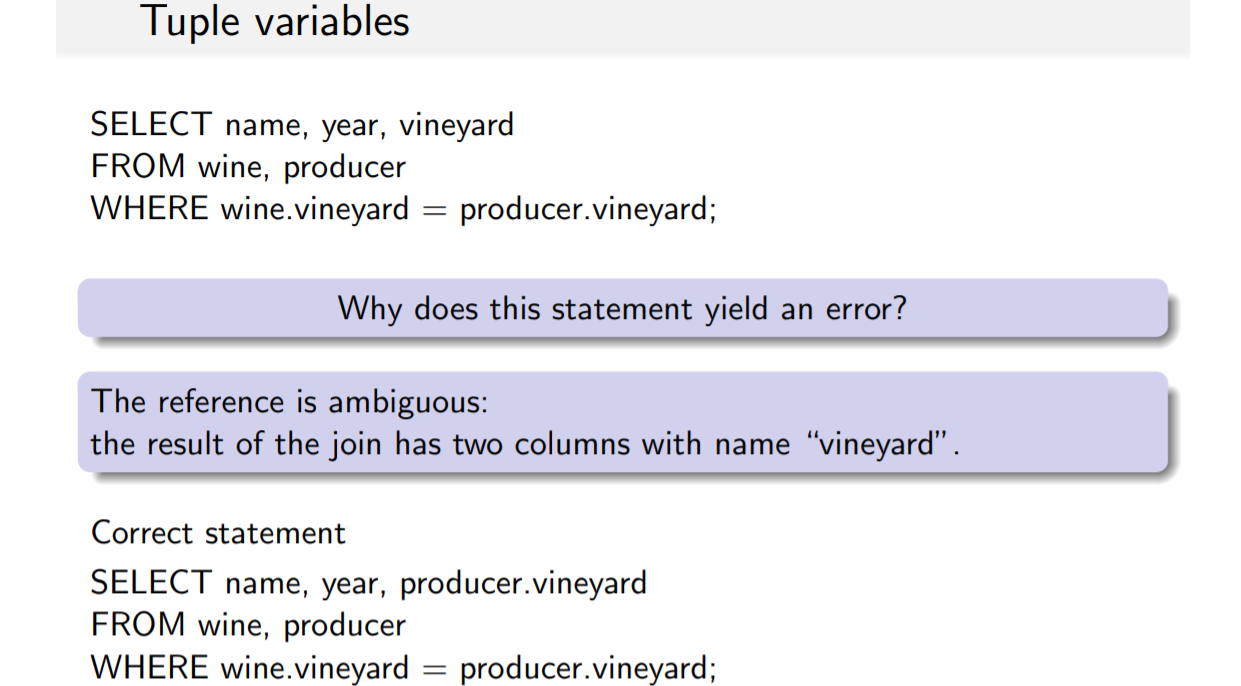 Tuple variables
SELECT name, year, vineyard
FROM wine, producer
WHERE wine.vineyard = producer.vineyard;
Why does this statement yield an error?
The reference is ambiguous:
the result of the join has two columns with name “vineyard”.
Correct statement
SELECT name, year, producer.vineyard
FROM wine, producer
WHERE wine.vineyard = producer.vineyard;